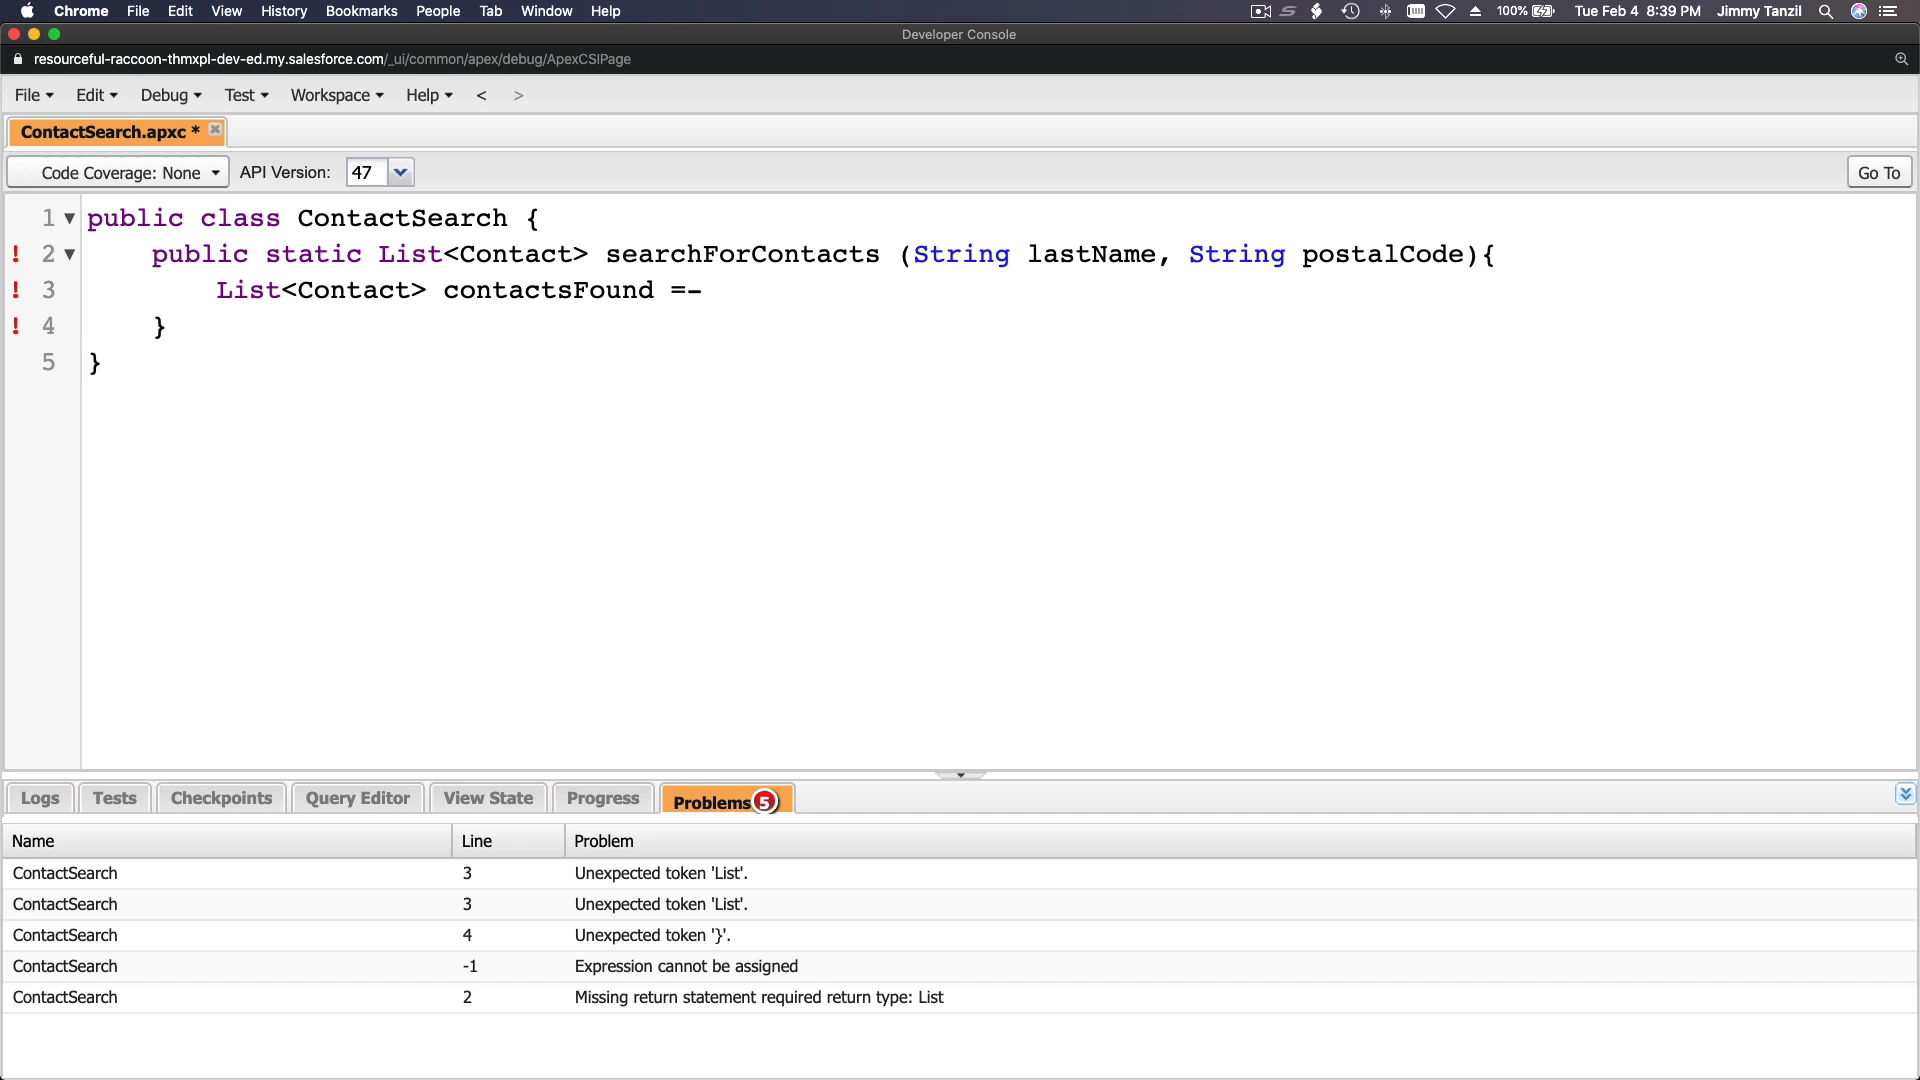 Chrome File Edit View History Bookmarks People Tab Window Help 100% Tue Feb 4 8:39 PM Jimmy Tanzil
Developer Console
resourceful-raccoon-thmxpl-dev-ed.my.salesforce.com/_ui/common/apex/debug/ApexCSIPage
File Edit Debug Test Workspace Help < >
ContactSearch.apxc *
Code Coverage: None API Version: 47 Go To
1 public class ContactSearch {
! 2 public static List<Contact> searchForContacts (String lastName, String postalCode){
! 3 List<Contact> contactsFound =-
! 4 }
5 }
Logs Tests Checkpoints Query Editor View State Progress Problems 5
Name Line Problem
ContactSearch 3 Unexpected token 'List'.
ContactSearch 3 Unexpected token 'List'.
ContactSearch 4 Unexpected token '}'.
ContactSearch -1 Expression cannot be assigned
ContactSearch 2 Missing return statement required return type: List